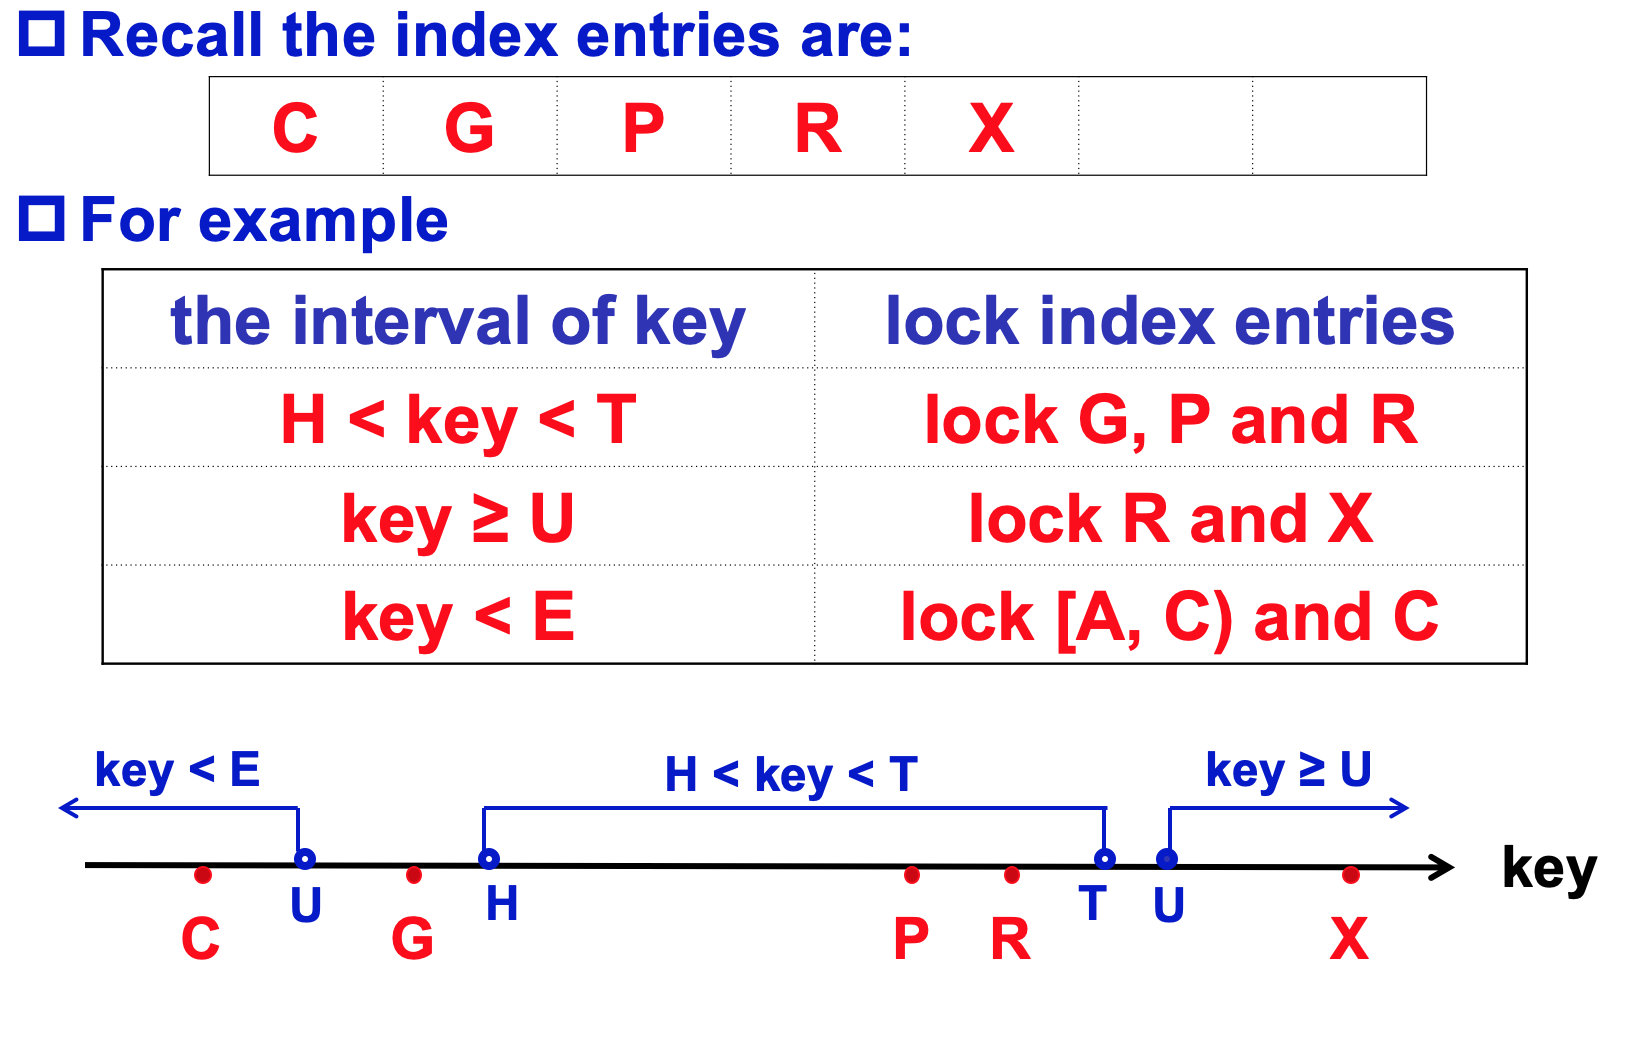 Recall the index entries are:
C G P R X
For example
the interval of key lock index entries
H < key < T lock G, P and R
key ≥ U lock R and X
key < E lock [A, C) and C
key < E H < key < T key ≥ U
key
U H T U
C G P R X